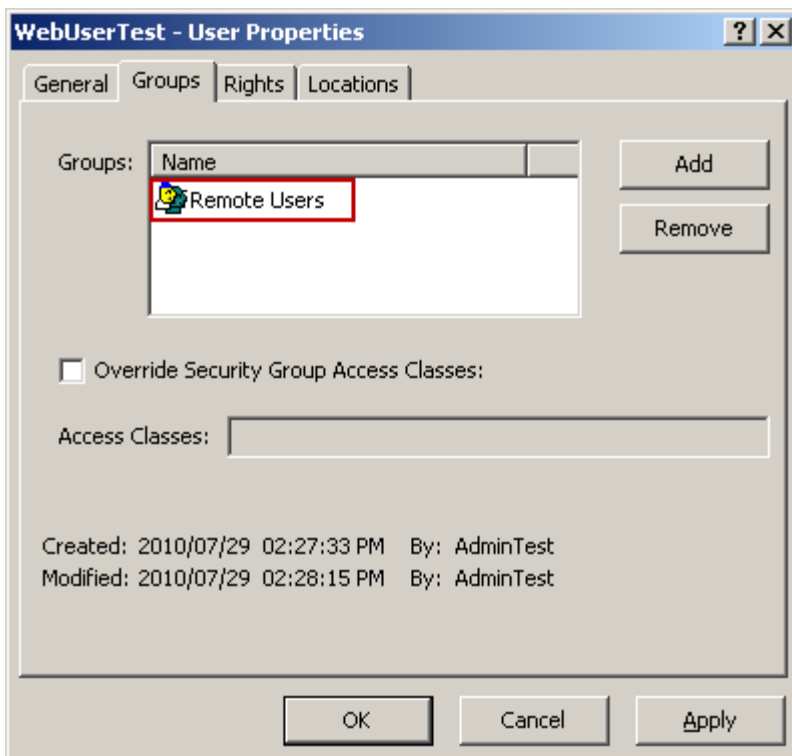 WebUserTest - User Properties
General Groups Rights Locations
Groups: Name Add
Remote Users
Remove
Override Security Group Access Classes:
Access Classes:
Created: 2010/07/29 02:27:33 PM By: AdminTest
Modified: 2010/07/29 02:28:15 PM By: AdminTest
OK Cancel Apply